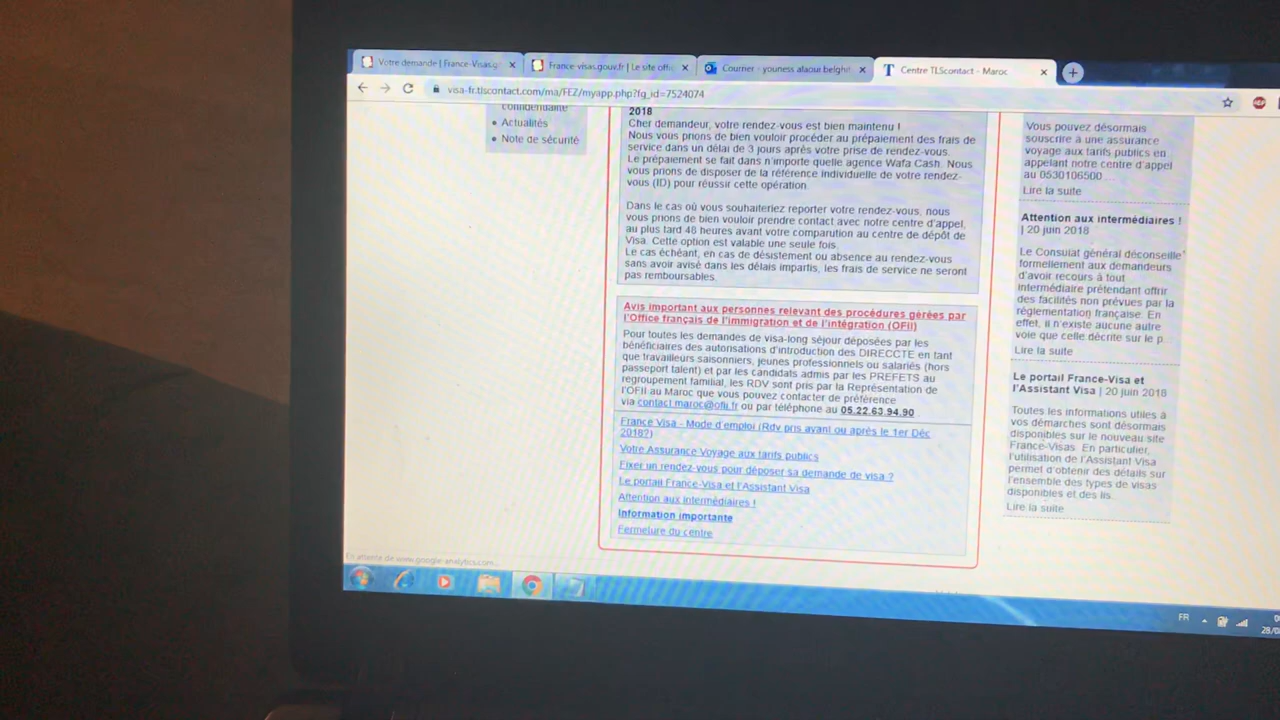 Votre demande | France-Visas.g
France-visas.gouv.fr | Le site offic
Courrier - youness alaoui belghit
Centre TLScontact - Maroc
visa-fr.tlscontact.com/ma/FEZ/myapp.php?fg_id=7524074
confidentialité
Actualités
Note de sécurité
2018
Cher demandeur, votre rendez-vous est bien maintenu !
Nous vous prions de bien vouloir procéder au prépaiement des frais de
service dans un délai de 3 jours après votre prise de rendez-vous.
Le prépaiement se fait dans n'importe quelle agence Wafa Cash. Nous
vous prions de disposer de la référence individuelle de votre rendez-
vous (ID) pour réussir cette opération.
Dans le cas où vous souhaiteriez reporter votre rendez-vous, nous
vous prions de bien vouloir prendre contact avec notre centre d'appel,
au plus tard 48 heures avant votre comparution au centre de dépôt de
Visa. Cette option est valable une seule fois.
Le cas échéant, en cas de désistement ou absence au rendez-vous
sans avoir avisé dans les délais impartis, les frais de service ne seront
pas remboursables.
Avis important aux personnes relevant des procédures gérées par
l'Office français de l'immigration et de l'intégration (OFII)
Pour toutes les demandes de visa-long séjour déposées par les
bénéficiaires des autorisations d'introduction des DIRECCTE en tant
que travailleurs saisonniers, jeunes professionnels ou salariés (hors
passeport talent) et par les candidats admis par les PREFETS au
regroupement familial, les RDV sont pris par la Représentation de
l'OFII au Maroc que vous pouvez contacter de préférence
via contact.maroc@ofii.fr ou par téléphone au 05.22.63.94.90
France Visa - Mode d'emploi (Rdv pris avant ou après le 1er Déc
2018?)
Votre Assurance Voyage aux tarifs publics
Fixer un rendez-vous pour déposer sa demande de visa ?
Le portail France-Visa et l'Assistant Visa
Attention aux intermédiaires !
Information importante
Fermeture du centre
Vous pouvez désormais
souscrire à une assurance
voyage aux tarifs publics en
appelant notre centre d'appel
au 0530106500 ...
Lire la suite
Attention aux intermédiaires !
| 20 juin 2018
Le Consulat général déconseille
formellement aux demandeurs
d'avoir recours à tout
intermédiaire prétendant offrir
des facilités non prévues par la
règlementation française. En
effet, il n'existe aucune autre
voie que celle décrite sur le p...
Lire la suite
Le portail France-Visa et
l'Assistant Visa | 20 juin 2018
Toutes les informations utiles à
vos démarches sont désormais
disponibles sur le nouveau site
France-Visas. En particulier,
l'utilisation de l'Assistant Visa
permet d'obtenir des détails sur
l'ensemble des types de visas
disponibles et des lis...
Lire la suite
En attente de www.google-analytics.com...
FR
28/0